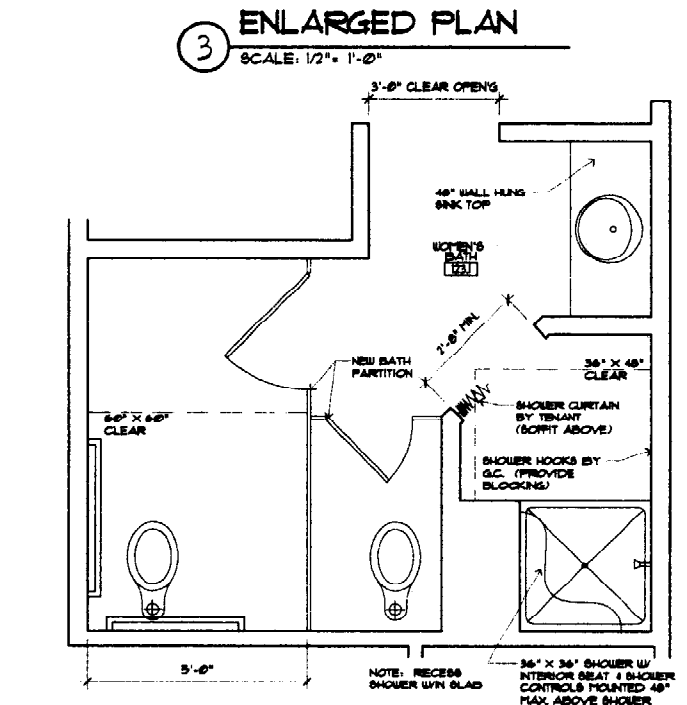 3
ENLARGED PLAN
SCALE: 1/2"= 1'-0"
3'-0" CLEAR OPEN'G
48" WALL HUNG
SINK TOP
WOMEN'S
BATH
2'-8" MIN.
NEW BATH
PARTITION
36" X 48"
CLEAR
60" X 60"
CLEAR
SHOWER CURTAIN
BY TENANT
(SOFFIT ABOVE)
SHOWER HOOKS BY
G.C. (PROVIDE
BLOCKING)
5'-0"
NOTE: RECESS
SHOWER W/IN SLAB
36" X 36" SHOWER W/
INTERIOR SEAT & SHOWER
CONTROLS MOUNTED 48"
MAX. ABOVE SHOWER